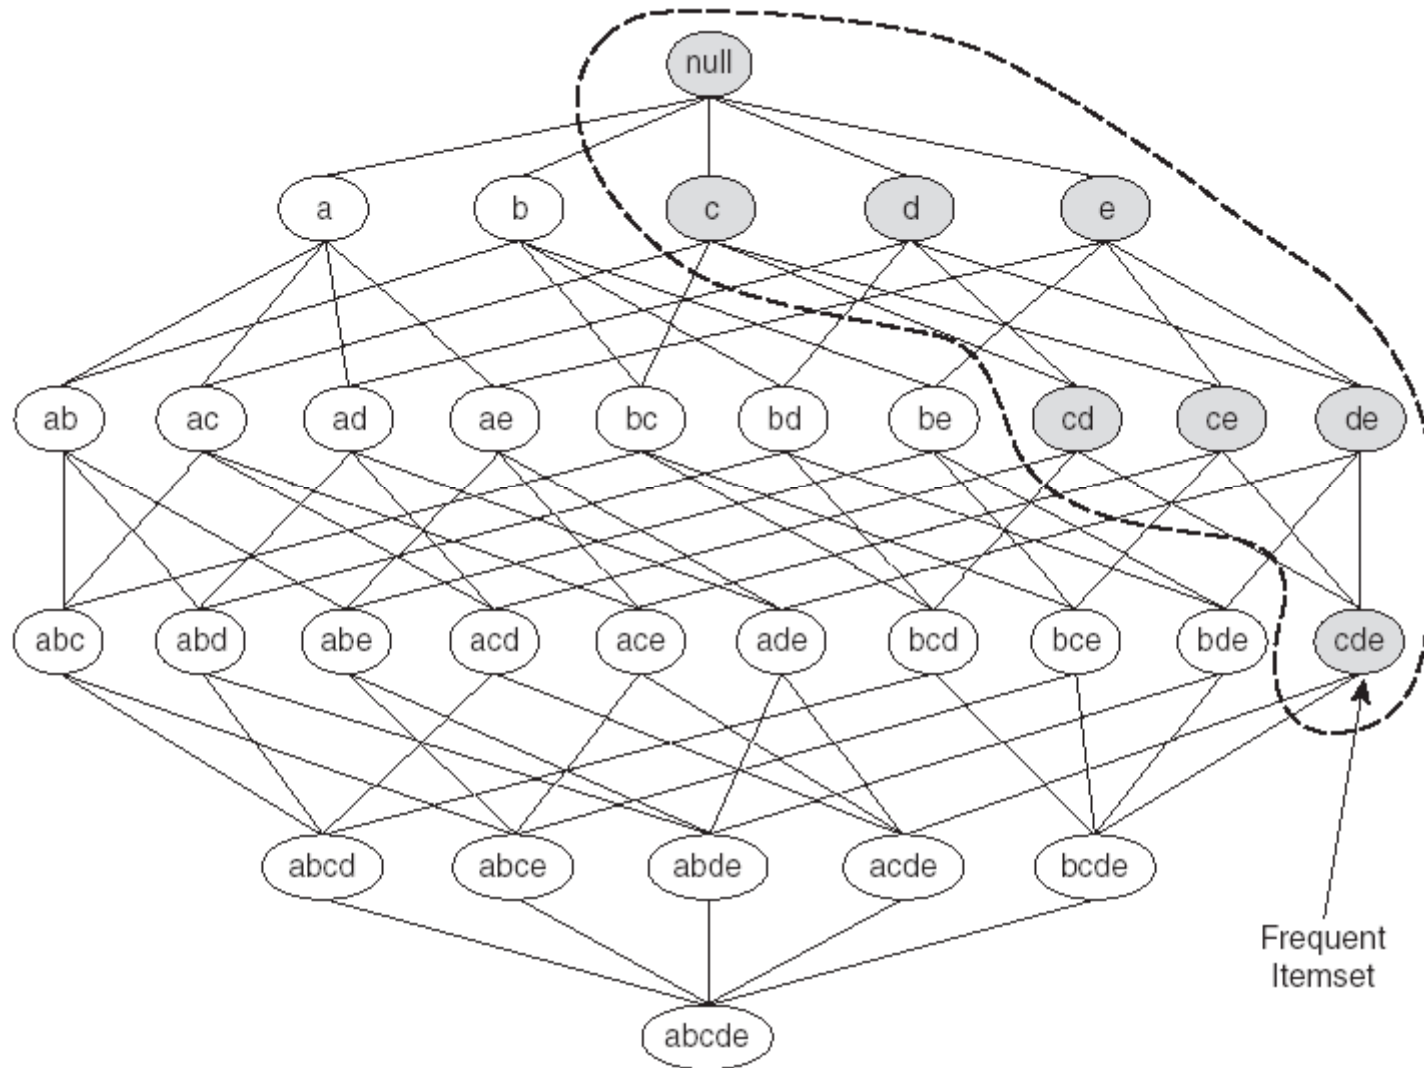 null
a b c d e
ab ac ad ae bc bd be cd ce de
abc abd abe acd ace ade bcd bce bde cde
abcd abce abde acde bcde
Frequent
Itemset
abcde